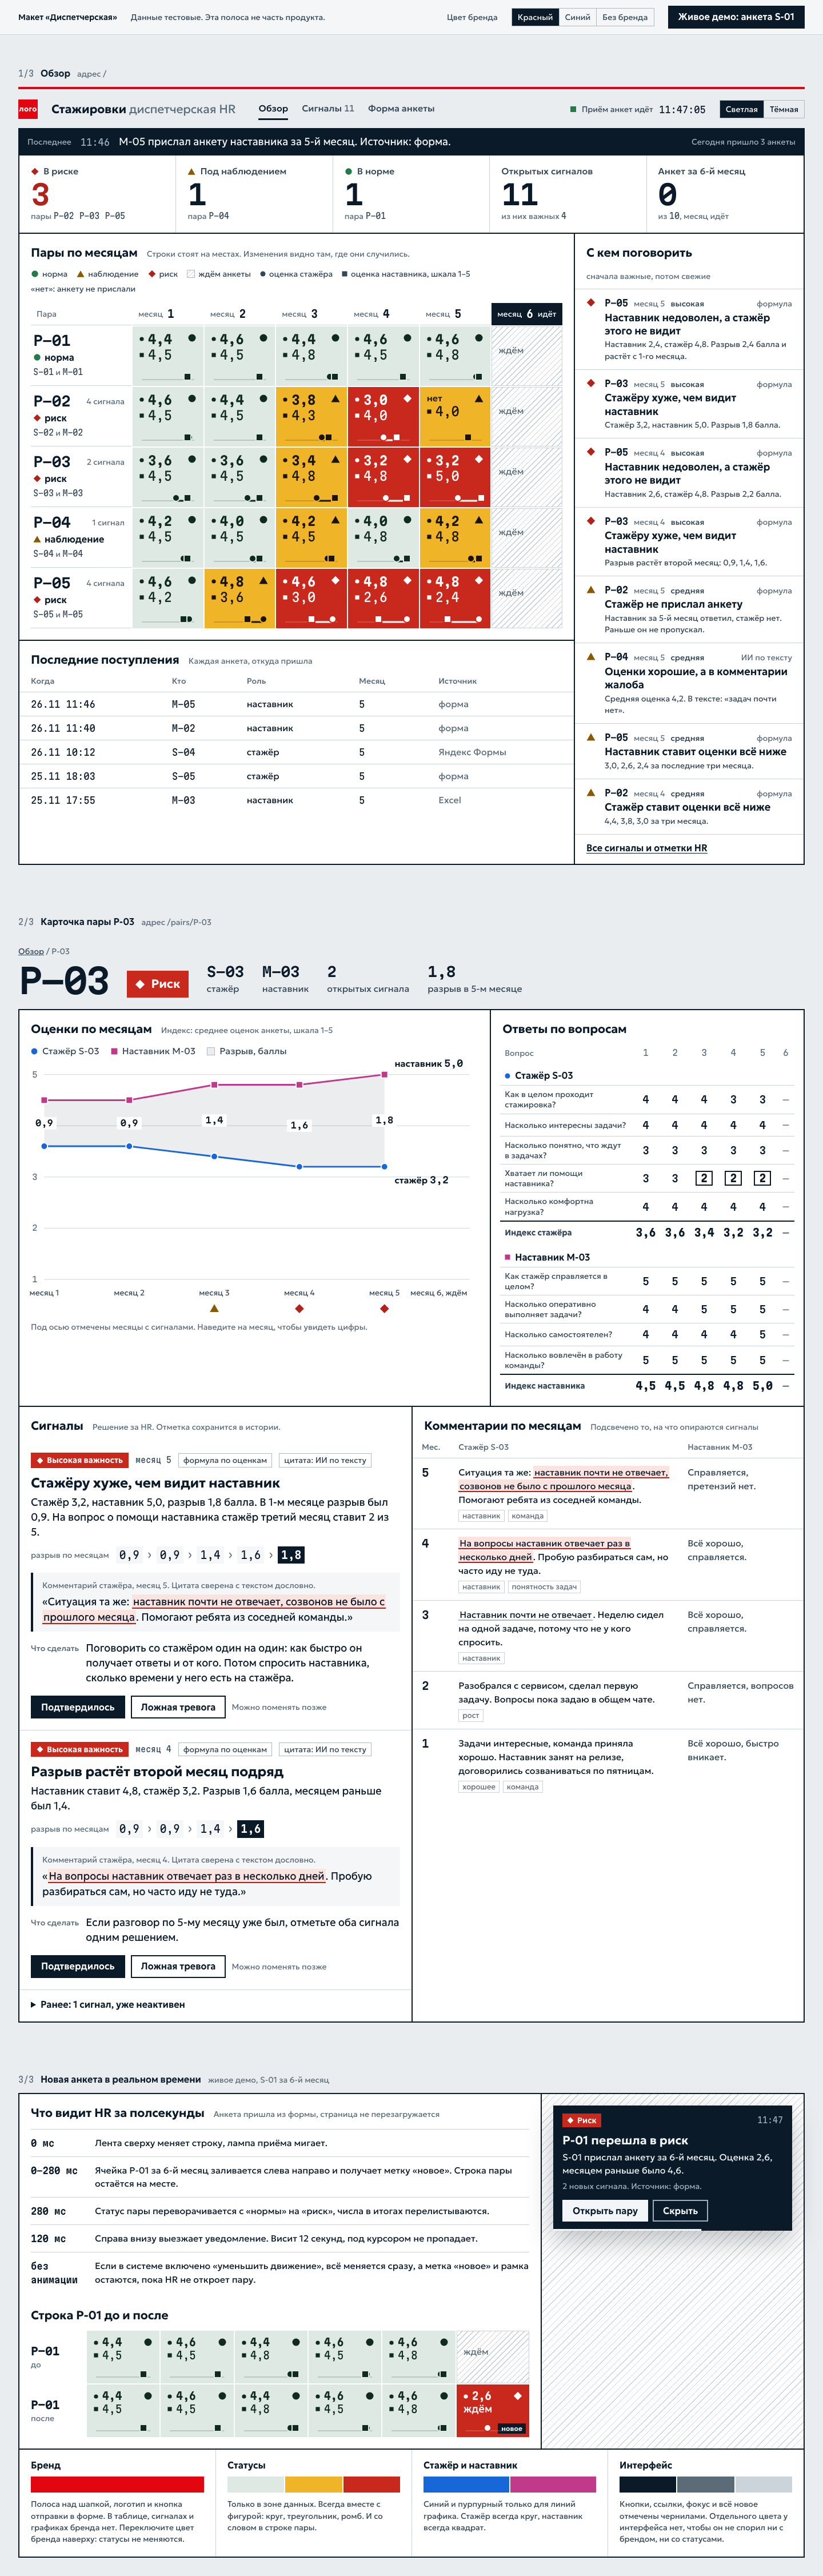 Макет «Диспетчерская» Данные тестовые. Эта полоса не часть продукта. Цвет бренда Красный Синий Без бренда Живое демо: анкета S-01
1/3 Обзор адрес /
лого Стажировки диспетчерская HR Обзор Сигналы 11 Форма анкеты Приём анкет идёт 11:47:05 Светлая Тёмная
Последнее 11:46 М-05 прислал анкету наставника за 5-й месяц. Источник: форма. Сегодня пришло 3 анкеты
В риске Под наблюдением В норме Открытых сигналов Анкет за 6-й месяц
3 1 1 11 0
пары P-02 P-03 P-05 пара P-04 пара P-01 из них важных 4 из 10, месяц идёт
Пары по месяцам Строки стоят на местах. Изменения видно там, где они случились.
норма наблюдение риск ждём анкеты оценка стажёра оценка наставника, шкала 1–5
«нет»: анкету не прислали
Пара месяц 1 месяц 2 месяц 3 месяц 4 месяц 5 месяц 6 идёт
P-01 4,4 4,6 4,4 4,6 4,6 ждём
норма 4,5 4,5 4,8 4,5 4,8
S-01 и M-01
P-02 4 сигнала 4,6 4,4 3,8 3,0 нет ждём
риск 4,5 4,5 4,3 4,0 4,0
S-02 и M-02
P-03 2 сигнала 3,6 3,6 3,4 3,2 3,2 ждём
риск 4,5 4,5 4,8 4,8 5,0
S-03 и M-03
P-04 1 сигнал 4,2 4,0 4,2 4,0 4,2 ждём
наблюдение 4,5 4,5 4,5 4,8 4,8
S-04 и M-04
P-05 4 сигнала 4,6 4,8 4,6 4,8 4,8 ждём
риск 4,2 3,6 3,0 2,6 2,4
S-05 и M-05
Последние поступления Каждая анкета, откуда пришла
Когда Кто Роль Месяц Источник
26.11 11:46 M-05 наставник 5 форма
26.11 11:40 M-02 наставник 5 форма
26.11 10:12 S-04 стажёр 5 Яндекс Формы
25.11 18:03 S-05 стажёр 5 форма
25.11 17:55 M-03 наставник 5 Excel
С кем поговорить
сначала важные, потом свежие
P-05 месяц 5 высокая формула
Наставник недоволен, а стажёр
этого не видит
Наставник 2,4, стажёр 4,8. Разрыв 2,4 балла и
растёт с 1-го месяца.
P-03 месяц 5 высокая формула
Стажёру хуже, чем видит
наставник
Стажёр 3,2, наставник 5,0. Разрыв 1,8 балла.
P-05 месяц 4 высокая формула
Наставник недоволен, а стажёр
этого не видит
Наставник 2,6, стажёр 4,8. Разрыв 2,2 балла.
P-03 месяц 4 высокая формула
Стажёру хуже, чем видит
наставник
Разрыв растёт второй месяц: 0,9, 1,4, 1,6.
P-02 месяц 5 средняя формула
Стажёр не прислал анкету
Наставник за 5-й месяц ответил, стажёр нет.
Раньше он не пропускал.
P-04 месяц 5 средняя ИИ по тексту
Оценки хорошие, а в комментарии
жалоба
Средняя оценка 4,2. В тексте: «задач почти
нет».
P-05 месяц 5 средняя формула
Наставник ставит оценки всё ниже
3,0, 2,6, 2,4 за последние три месяца.
P-02 месяц 4 средняя формула
Стажёр ставит оценки всё ниже
4,4, 3,8, 3,0 за три месяца.
Все сигналы и отметки HR
2/3 Карточка пары P-03 адрес /pairs/P-03
Обзор / P-03
P-03 Риск S-03 M-03 2 1,8
стажёр наставник открытых сигнала разрыв в 5-м месяце
Оценки по месяцам Индекс: среднее оценок анкеты, шкала 1–5
Стажёр S-03 Наставник M-03 Разрыв, баллы
наставник 5,0
5
0,9 0,9 1,4 1,6 1,8
3
стажёр 3,2
2
1
месяц 1 месяц 2 месяц 3 месяц 4 месяц 5 месяц 6, ждём
Под осью отмечены месяцы с сигналами. Наведите на месяц, чтобы увидеть цифры.
Ответы по вопросам
Вопрос 1 2 3 4 5 6
Стажёр S-03
Как в целом проходит
стажировка? 4 4 4 3 3 –
Насколько интересны задачи? 4 4 4 4 4 –
Насколько понятно, что ждут
в задачах? 3 3 3 3 3 –
Хватает ли помощи
наставника? 3 3 2 2 2 –
Насколько комфортна
нагрузка? 4 4 4 4 4 –
Индекс стажёра 3,6 3,6 3,4 3,2 3,2 –
Наставник M-03
Как стажёр справляется в
целом? 5 5 5 5 5 –
Насколько оперативно
выполняет задачи? 4 4 5 5 5 –
Насколько самостоятелен? 4 4 4 4 5 –
Насколько вовлечён в работу
команды? 5 5 5 5 5 –
Индекс наставника 4,5 4,5 4,8 4,8 5,0 –
Сигналы Решение за HR. Отметка сохранится в истории.
Высокая важность месяц 5 формула по оценкам цитата: ИИ по тексту
Стажёру хуже, чем видит наставник
Стажёр 3,2, наставник 5,0, разрыв 1,8 балла. В 1-м месяце разрыв был
0,9. На вопрос о помощи наставника стажёр третий месяц ставит 2 из
5.
разрыв по месяцам 0,9 › 0,9 › 1,4 › 1,6 › 1,8
Комментарий стажёра, месяц 5. Цитата сверена с текстом дословно.
«Ситуация та же: наставник почти не отвечает, созвонов не было с
прошлого месяца. Помогают ребята из соседней команды.»
Что сделать Поговорить со стажёром один на один: как быстро он
получает ответы и от кого. Потом спросить наставника,
сколько времени у него есть на стажёра.
Подтвердилось Ложная тревога Можно поменять позже
Высокая важность месяц 4 формула по оценкам цитата: ИИ по тексту
Разрыв растёт второй месяц подряд
Наставник ставит 4,8, стажёр 3,2. Разрыв 1,6 балла, месяцем раньше
был 1,4.
разрыв по месяцам 0,9 › 0,9 › 1,4 › 1,6
Комментарий стажёра, месяц 4. Цитата сверена с текстом дословно.
«На вопросы наставник отвечает раз в несколько дней. Пробую
разбираться сам, но часто иду не туда.»
Что сделать Если разговор по 5-му месяцу уже был, отметьте оба сигнала
одним решением.
Подтвердилось Ложная тревога Можно поменять позже
Ранее: 1 сигнал, уже неактивен
Комментарии по месяцам Подсвечено то, на что опираются сигналы
Мес. Стажёр S-03 Наставник M-03
5 Ситуация та же: наставник почти не отвечает, Справляется,
созвонов не было с прошлого месяца. претензий нет.
Помогают ребята из соседней команды.
наставник команда
4 На вопросы наставник отвечает раз в Всё хорошо,
несколько дней. Пробую разбираться сам, но справляется.
часто иду не туда.
наставник понятность задач
3 Наставник почти не отвечает. Неделю сидел Всё хорошо,
на одной задаче, потому что не у кого справляется.
спросить.
наставник
2 Разобрался с сервисом, сделал первую Справляется, вопросов
задачу. Вопросы пока задаю в общем чате. нет.
рост
1 Задачи интересные, команда приняла Всё хорошо, быстро
хорошо. Наставник занят на релизе, вникает.
договорились созваниваться по пятницам.
хорошее команда
3/3 Новая анкета в реальном времени живое демо, S-01 за 6-й месяц
Что видит HR за полсекунды Анкета пришла из формы, страница не перезагружается
0 мс Лента сверху меняет строку, лампа приёма мигает.
0–280 мс Ячейка P-01 за 6-й месяц заливается слева направо и получает метку «новое». Строка пары
остаётся на месте.
280 мс Статус пары переворачивается с «нормы» на «риск», числа в итогах перелистываются.
120 мс Справа внизу выезжает уведомление. Висит 12 секунд, под курсором не пропадает.
без Если в системе включено «уменьшить движение», всё меняется сразу, а метка «новое» и рамка
анимации остаются, пока HR не откроет пару.
Строка P-01 до и после
P-01 4,4 4,6 4,4 4,6 4,6 ждём
до 4,5 4,5 4,8 4,5 4,8
P-01 4,4 4,6 4,4 4,6 4,6 2,6
после 4,5 4,5 4,8 4,5 4,8 ждём
новое
Риск 11:47
P-01 перешла в риск
S-01 прислал анкету за 6-й месяц. Оценка 2,6,
месяцем раньше было 4,6.
2 новых сигнала. Источник: форма.
Открыть пару Скрыть
Бренд
Полоса над шапкой, логотип и кнопка
отправки в форме. В таблице, сигналах и
графиках бренда нет. Переключите цвет
бренда наверху: статусы не меняются.
Статусы
Только в зоне данных. Всегда вместе с
фигурой: круг, треугольник, ромб. И со
словом в строке пары.
Стажёр и наставник
Синий и пурпурный только для линий
графика. Стажёр всегда круг, наставник
всегда квадрат.
Интерфейс
Кнопки, ссылки, фокус и всё новое
отмечены чернилами. Отдельного цвета у
интерфейса нет, чтобы он не спорил ни с
брендом, ни со статусами.